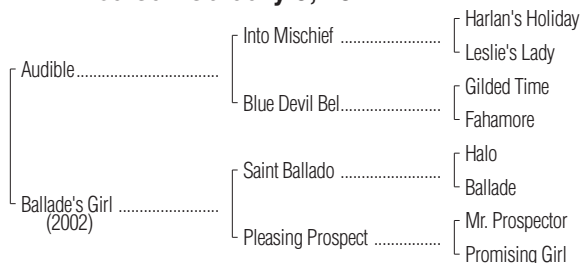 Harlan's Holiday
Into Mischief ........................
Leslie's Lady
Audible..................................
Gilded Time
Blue Devil Bel........................
Fahamore
Halo
Saint Ballado ........................
Ballade
Ballade's Girl ........................
(2002)
Mr. Prospector
Pleasing Prospect ................
Promising Girl